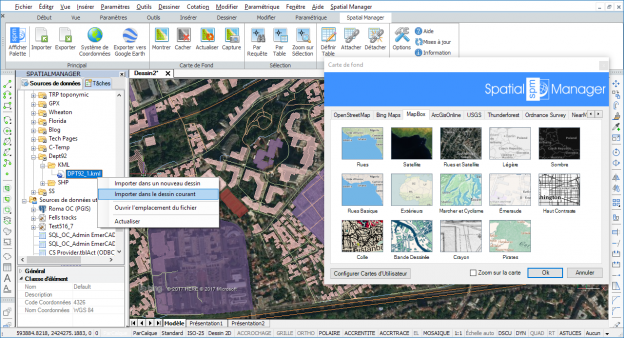 Fichier Éditer Vue Insérer Format Outils Dessiner Cotation Modifier Paramétrique Fenêtre Aide Spatial Manager
Début Vues Paramètres Outils Insérer Dessiner Modifier Paramétrique Spatial Manager
Afficher Palette
Importer
Exporter
Système de Coordonnées
Exporter vers Google Earth
Montrer
Cacher
Actualiser
Capture
Par Requête
Par Table
Zoom sur Sélection
Définir Table
Attacher
Détacher
Options
Aide
Mises à jour
Information
Principal
Carte de Fond
Sélection
SPATIALMANAGER
Sources de données
Tâches
Dessin2*
TRP toponymic
GPX
Wheaton
Florida
Blog
Tech Pages
C-Temp
Dept92
KML
DPT92_1.kml
SHP
SS
Sources de données ut
Roma OC (PGIS)
Fells tracks
Test516_7
SQL_OC_Admin EmerCAD
SQL_OC_Admin EmerCad
CS Provider.tblAct (ODBC
Importer dans un nouveau dessin
Importer dans le dessin courant
Ouvrir l'emplacement du fichier
Actualiser
Général
Classe d'élément
Nom Default
Description
Code Coordonnées 4326
Nom Coordonnées WGS 84
© 2017 HERE © 2017 Microsoft
Modèle
Présentation1
Présentation2
Carte de fond
Spatial spm Manager
OpenStreetMap Bing Maps MapBox ArcGisOnline USGS Thunderforest Ordnance Survey
Rues
Satellite
Rues et Satellite
Légère
Sombre
Rues Basique
Extérieurs
Marcher et Cyclisme
Émeraude
Haut Contraste
Colle
Bande Dessinée
Crayon
Pirates
Configurer Cartes d'Utilisateur
Zoom sur la carte
Ok
Annuler
593884.8218, 2424275.1883, 0
ParCalque Standard ISO-25 Dessin 2D ACCROCHAGE GRILLE ORTHO POLAIRE ACCRENTITE ACCRTRACE EL MOSAIQUE 1:1 Échelle auto DSCU DYN QUAD RT ASTUCES Aucun